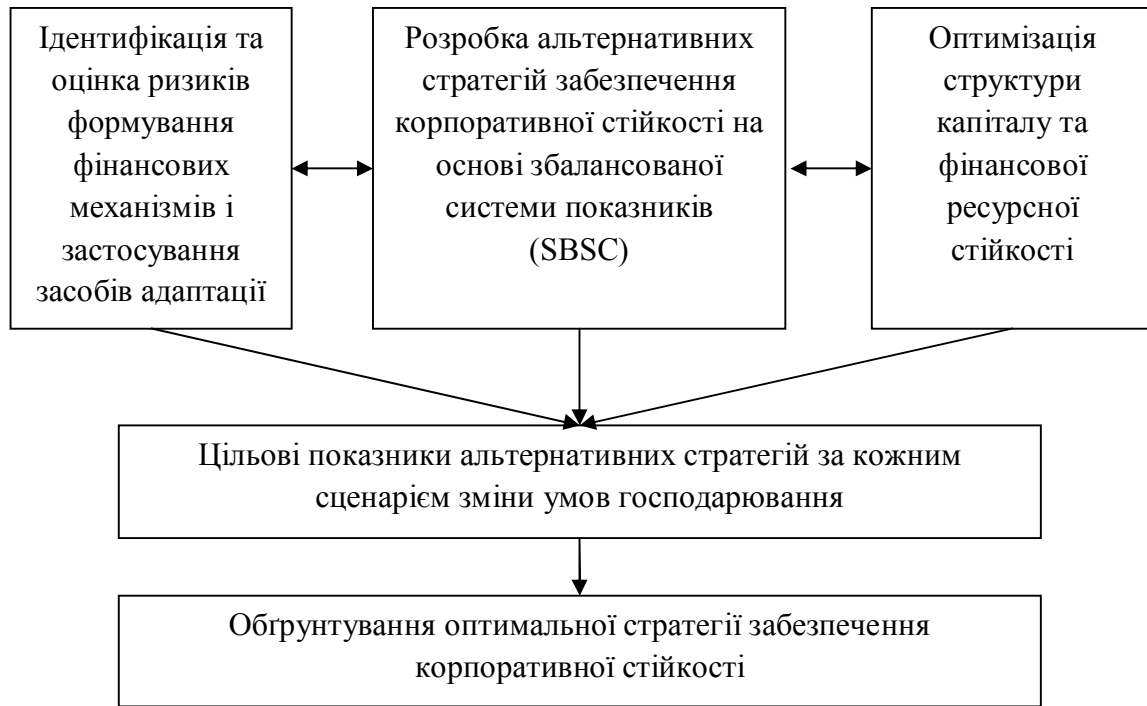 Ідентифікація та
оцінка ризиків
формування
фінансових
механізмів і
застосування
засобів адаптації
Розробка альтернативних
стратегій забезпечення
корпоративної стійкості на
основі збалансованої
системи показників
(SBSC)
Оптимізація
структури
капіталу та
фінансової
ресурсної
стійкості
Цільові показники альтернативних стратегій за кожним
сценарієм зміни умов господарювання
Обґрунтування оптимальної стратегії забезпечення
корпоративної стійкості